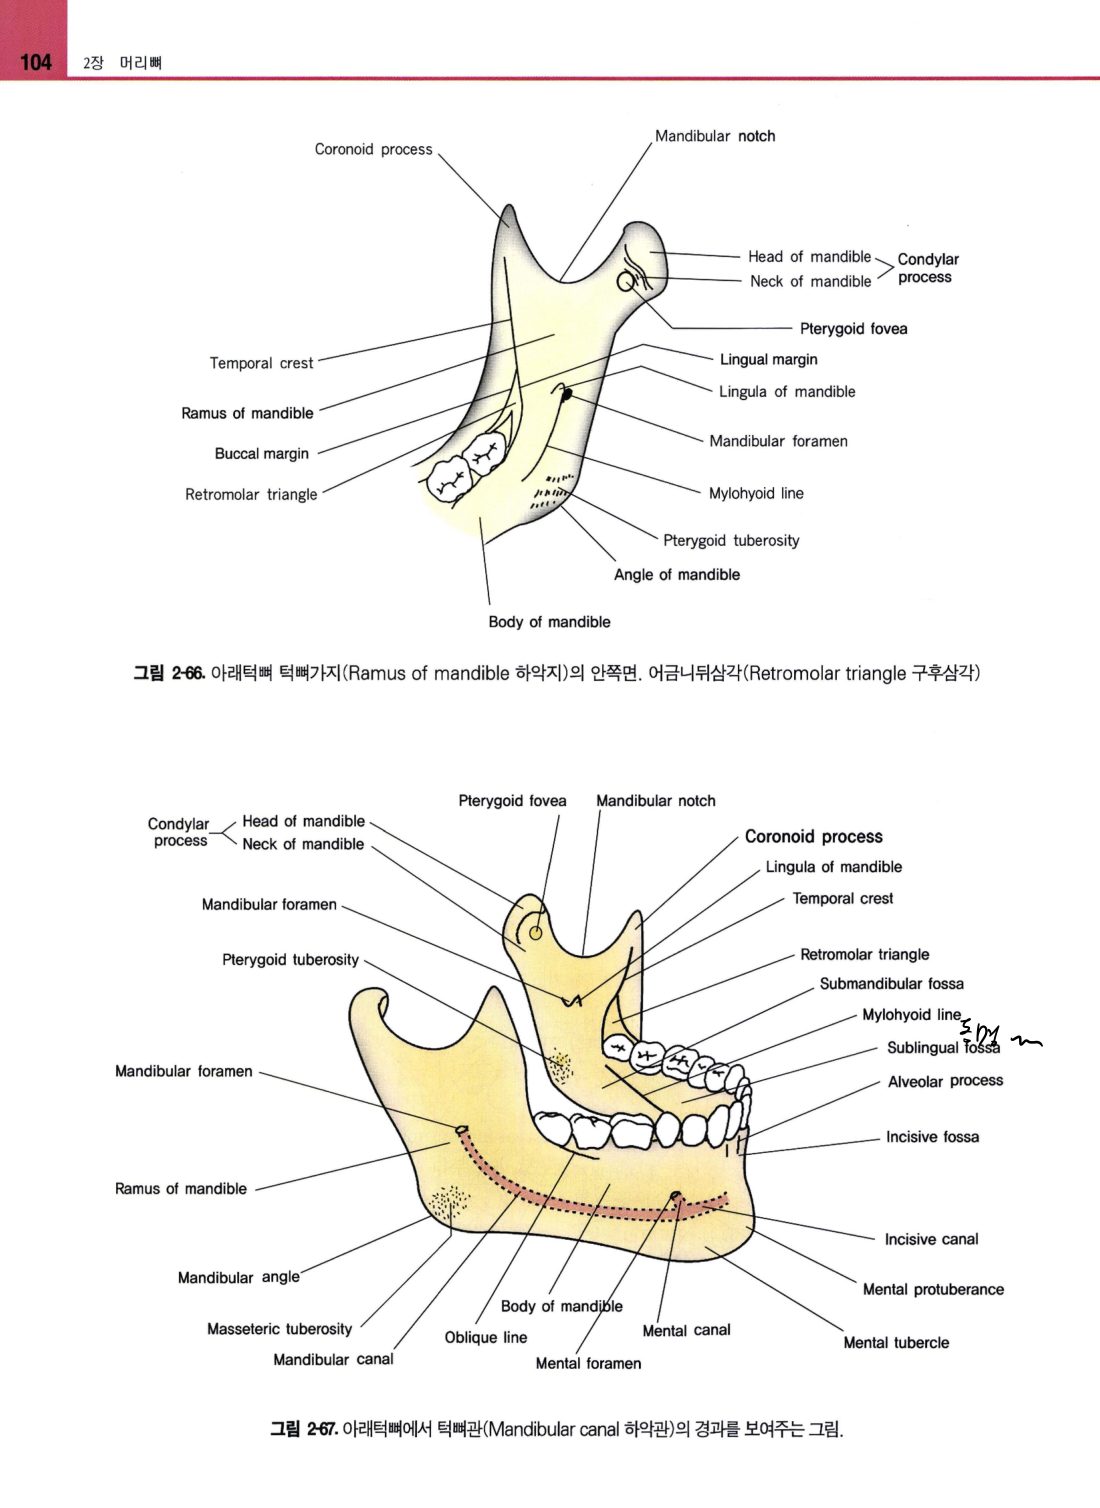 104 2장 머리뼈
Coronoid process
Mandibular notch
Head of mandible
Neck of mandible
Condylar
process
Pterygoid fovea
Temporal crest
Lingual margin
Lingula of mandible
Ramus of mandible
Buccal margin
Mandibular foramen
Retromolar triangle
Mylohyoid line
Pterygoid tuberosity
Angle of mandible
Body of mandible
그림 2-66. 아래턱뼈 턱뼈가지(Ramus of mandible 하악지)의 안쪽면. 어금니뒤삼각(Retromolar triangle 구후삼각)
Pterygoid fovea
Mandibular notch
Condylar
process
Head of mandible
Neck of mandible
Coronoid process
Lingula of mandible
Mandibular foramen
Temporal crest
Pterygoid tuberosity
Retromolar triangle
Submandibular fossa
Mylohyoid line
Sublingual fossa
Mandibular foramen
Alveolar process
Incisive fossa
Ramus of mandible
Incisive canal
Mandibular angle
Mental protuberance
Body of mandible
Masseteric tuberosity
Oblique line
Mental canal
Mental tubercle
Mandibular canal
Mental foramen
그림 2-67. 아래턱뼈에서 턱뼈관(Mandibular canal 하악관)의 경과를 보여주는 그림.